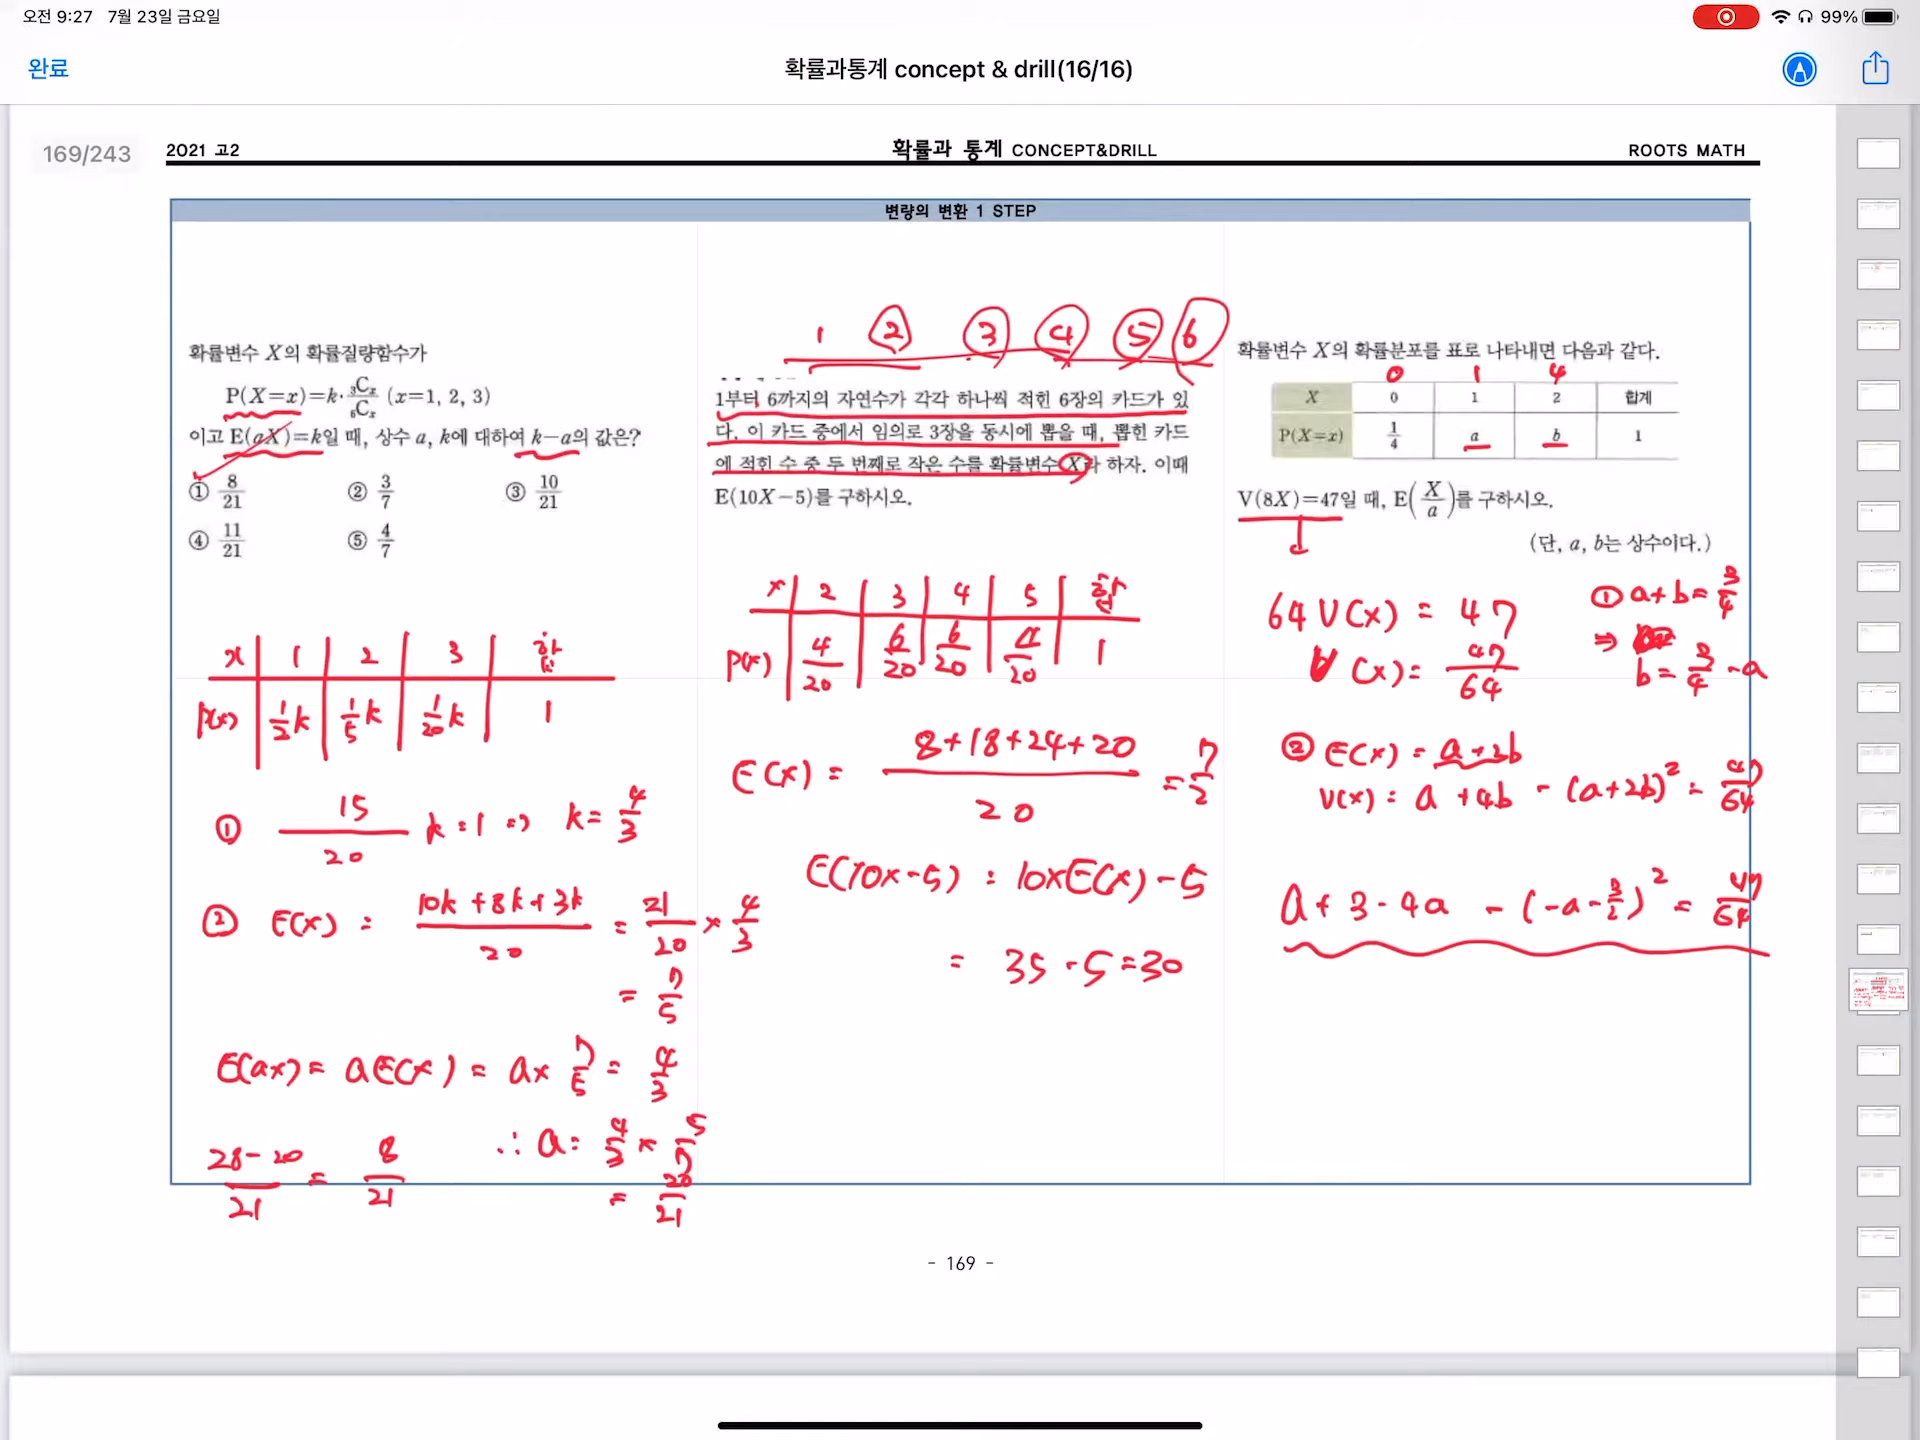 오전 9:27 7월 23일 금요일
99%
완료
확률과통계 concept & drill(16/16)
169/243
2021 고2
확률과 통계 CONCEPT&DRILL
ROOTS MATH
변량의 변환 1 STEP
확률변수 X의 확률질량함수가
P(X=x)=k·₃Cₓ/₆Cₓ (x=1, 2, 3)
이고 E(aX)=k일 때, 상수 a, k에 대하여 k-a의 값은?
① 8/21 ② 3/7 ③ 10/21
④ 11/21 ⑤ 4/7
x 1 2 3 합
P(x) 1/2k 1/5k 1/20k 1
① 15/20 k=1 => k=4/3
② E(x) = 10k+8k+3k/20 = 21/20 × 4/3
= 7/5
E(ax) = aE(x) = a× 7/5 = 4/3
∴ a= 4/3 × 5/7
= 20/21
28-20/21 = 8/21
1 2 3 4 5 6
1부터 6까지의 자연수가 각각 하나씩 적힌 6장의 카드가 있
다. 이 카드 중에서 임의로 3장을 동시에 뽑을 때, 뽑힌 카드
에 적힌 수 중 두 번째로 작은 수를 확률변수 X라 하자. 이때
E(10X-5)를 구하시오.
x 2 3 4 5 합
P(x) 4/20 6/20 6/20 4/20 1
E(x) = 8+18+24+20/20 = 7/2
E(10x-5) = 10×E(x)-5
= 35-5=30
확률변수 X의 확률분포를 표로 나타내면 다음과 같다.
0 1 4
X 0 1 2 합계
P(X=x) 1/4 a b 1
V(8X)=47일 때, E(X/a)를 구하시오.
(단, a, b는 상수이다.)
64V(x) = 47
V(x) = 47/64
① a+b=3/4
=> b=3/4-a
② E(x) = a+2b
V(x) = a+4b-(a+2b)²=47/64
a+3-4a-(-a-3/2)²=47/64
- 169 -